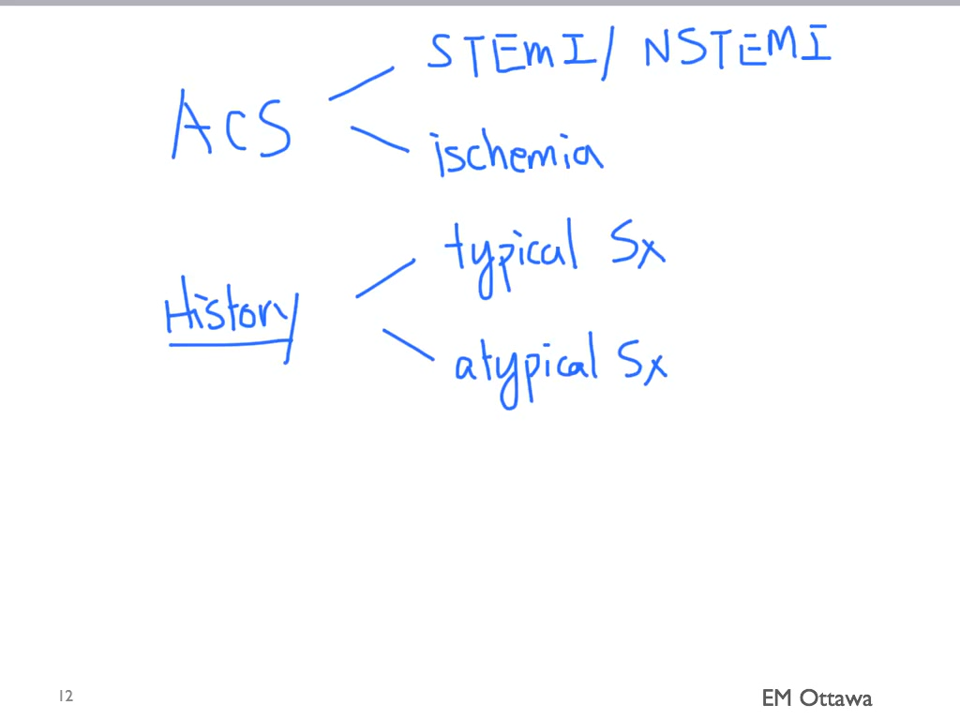 STEMI/ NSTEMI
ACS
ischemia
typical Sx
History
atypical Sx
12
EM Ottawa